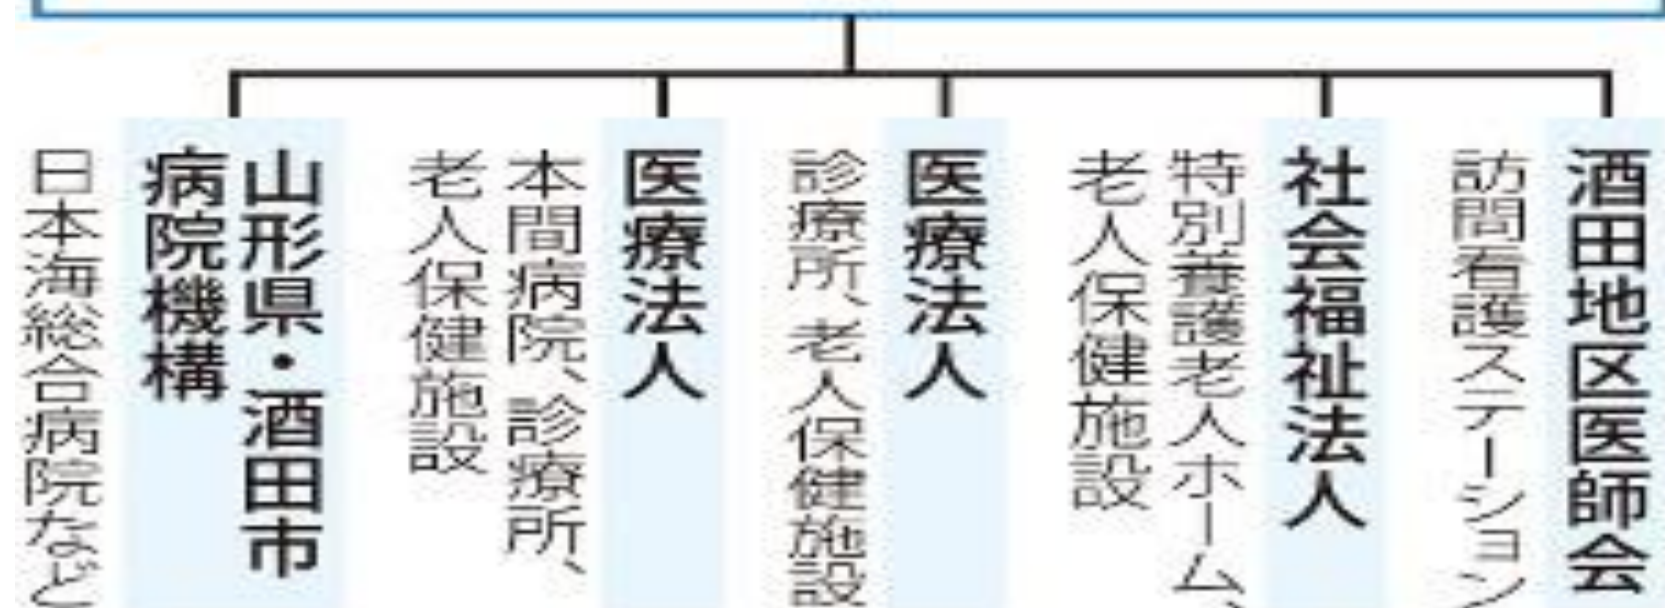 酒田地区医師会
訪問看護ステーション
社会福祉法人
特別養護老人ホーム、
老人保健施設
医療法人
診療所、老人保健施設
医療法人
本間病院、診療所、
老人保健施設
山形県・酒田市
病院機構
日本海総合病院など